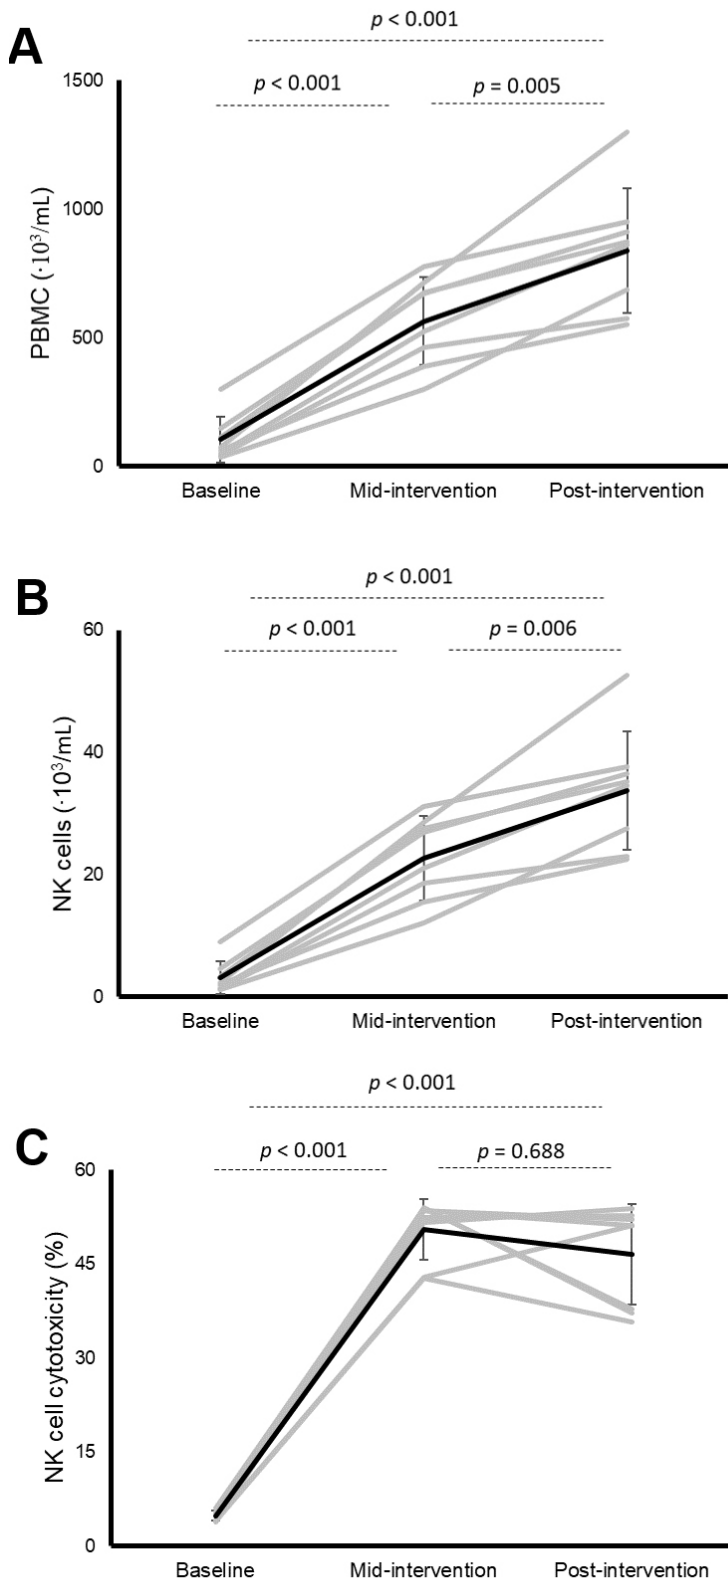 A
p < 0.001
p < 0.001
p = 0.005
PBMC (·10³/mL)
1500
1000
500
0
Baseline
Mid-intervention
Post-intervention
B
p < 0.001
p < 0.001
p = 0.006
NK cells (·10³/mL)
60
40
20
0
Baseline
Mid-intervention
Post-intervention
C
p < 0.001
p < 0.001
p = 0.688
NK cell cytotoxicity (%)
60
45
30
15
0
Baseline
Mid-intervention
Post-intervention